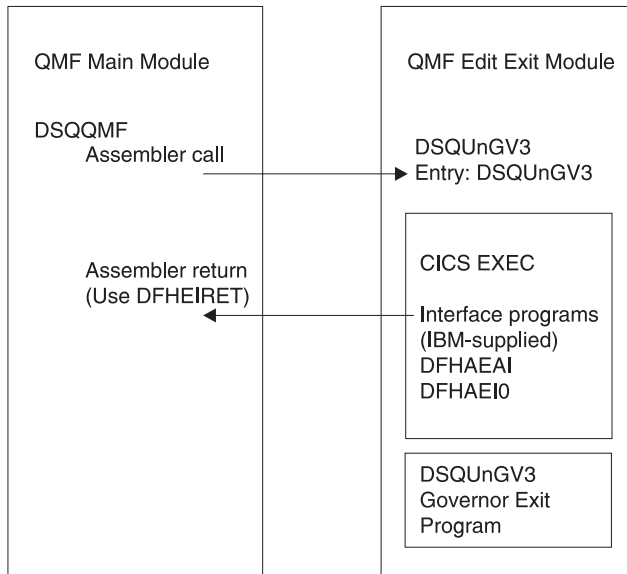 QMF Main Module
DSQQMF
Assembler call
Assembler return
(Use DFHEIRET)
QMF Edit Exit Module
DSQUnGV3
Entry: DSQUnGV3
CICS EXEC
Interface programs
(IBM-supplied)
DFHAEAI
DFHAEI0
DSQUnGV3
Governor Exit
Program